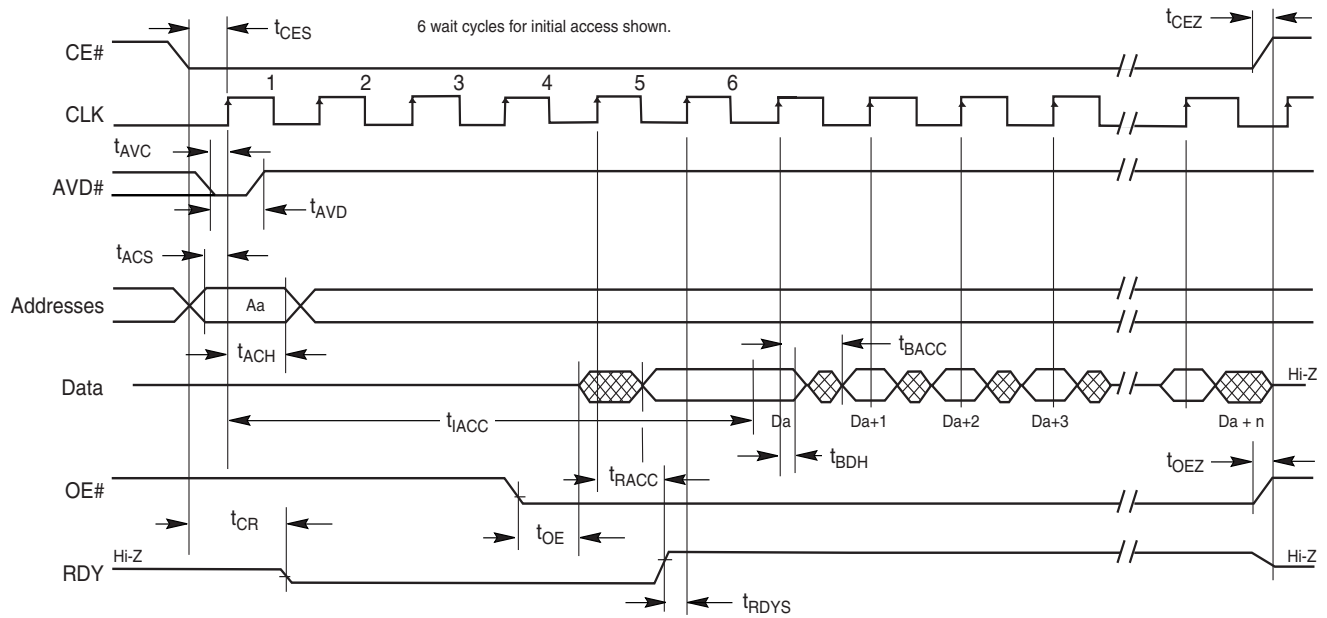 6 wait cycles for initial access shown.
tCES
tCEZ
CE#
1 2 3 4 5 6
CLK
tAVC
AVD#
tAVD
tACS
Addresses
Aa
tACH
tBACC
Data
Hi-Z
tIACC
Da
Da+1
Da+2
Da+3
Da + n
tBDH
tOEZ
tRACC
OE#
tCR
tOE
Hi-Z
Hi-Z
RDY
tRDYS